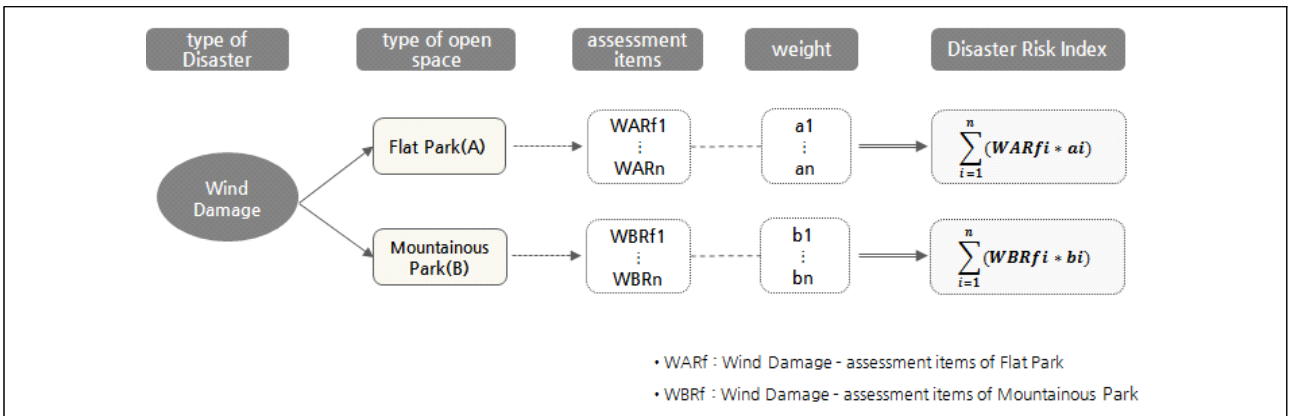 type of
Disaster
type of open
space
assessment
items
weight
Disaster Risk Index
Wind
Damage
Flat Park(A)
WARf1
⋮
WARn
a1
⋮
an
n
∑(WARfi * ai)
i=1
Mountainous
Park(B)
WBRf1
⋮
WBRn
b1
⋮
bn
n
∑(WBRfi * bi)
i=1
• WARf : Wind Damage - assessment items of Flat Park
• WBRf : Wind Damage - assessment items of Mountainous Park